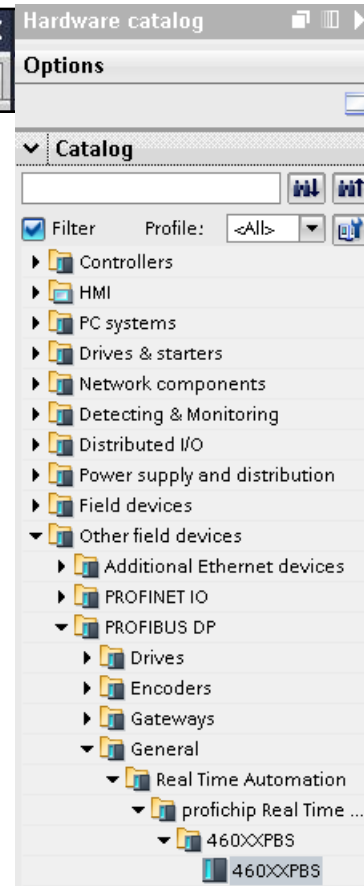 Hardware catalog
Options
Catalog
Filter Profile: <All>
Controllers
HMI
PC systems
Drives & starters
Network components
Detecting & Monitoring
Distributed I/O
Power supply and distribution
Field devices
Other field devices
Additional Ethernet devices
PROFINET IO
PROFIBUS DP
Drives
Encoders
Gateways
General
Real Time Automation
profichip Real Time ...
460XXPBS
460XXPBS